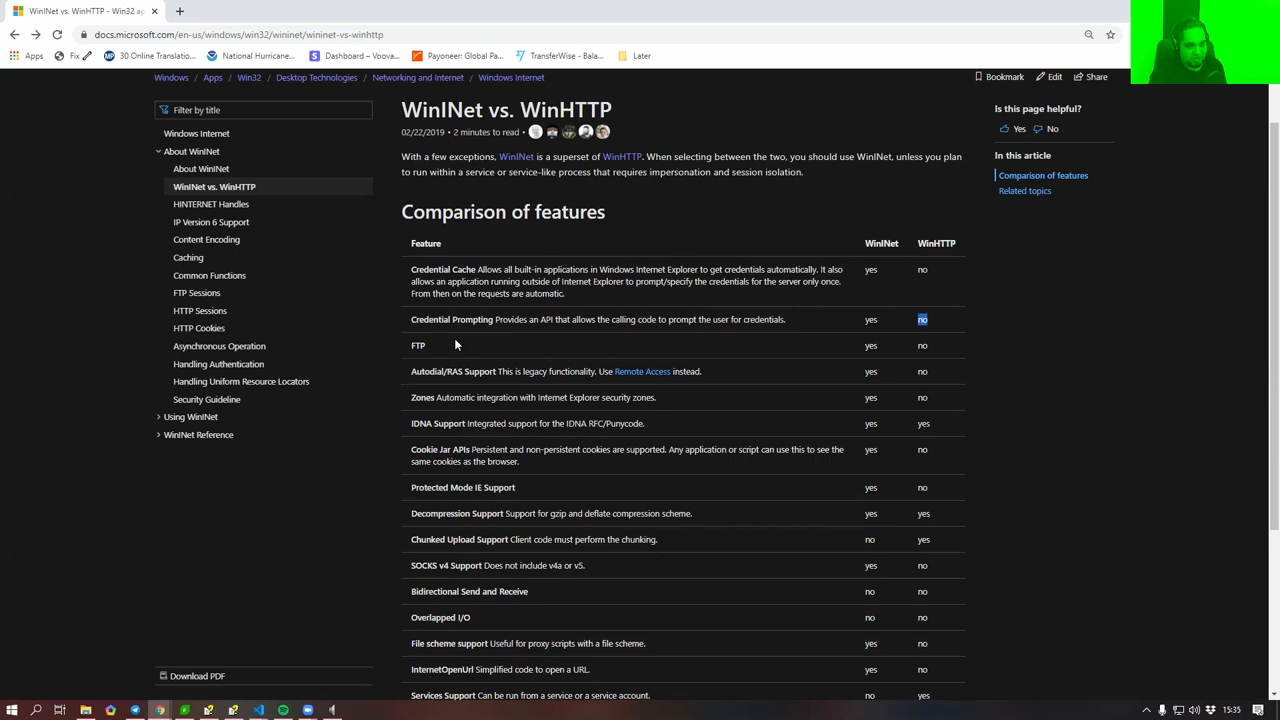 WinINet vs. WinHTTP - Win32 ap
docs.microsoft.com/en-us/windows/win32/wininet/wininet-vs-winhttp
Apps
Fix
30 Online Translatio...
National Hurricane...
Dashboard – Voova...
Payoneer: Global Pa...
TransferWise - Bala...
Later
Windows / Apps / Win32 / Desktop Technologies / Networking and Internet / Windows Internet
Bookmark
Edit
Share
Filter by title
Windows Internet
About WinINet
About WinINet
WinINet vs. WinHTTP
HINTERNET Handles
IP Version 6 Support
Content Encoding
Caching
Common Functions
FTP Sessions
HTTP Sessions
HTTP Cookies
Asynchronous Operation
Handling Authentication
Handling Uniform Resource Locators
Security Guideline
Using WinINet
WinINet Reference
Download PDF
WinINet vs. WinHTTP
02/22/2019 • 2 minutes to read •
With a few exceptions, WinINet is a superset of WinHTTP. When selecting between the two, you should use WinINet, unless you plan
to run within a service or service-like process that requires impersonation and session isolation.
Comparison of features
Feature WinINet WinHTTP
Credential Cache Allows all built-in applications in Windows Internet Explorer to get credentials automatically. It also yes no
allows an application running outside of Internet Explorer to prompt/specify the credentials for the server only once.
From then on the requests are automatic.
Credential Prompting Provides an API that allows the calling code to prompt the user for credentials. yes no
FTP yes no
Autodial/RAS Support This is legacy functionality. Use Remote Access instead. yes no
Zones Automatic integration with Internet Explorer security zones. yes no
IDNA Support Integrated support for the IDNA RFC/Punycode. yes yes
Cookie Jar APIs Persistent and non-persistent cookies are supported. Any application or script can use this to see the yes no
same cookies as the browser.
Protected Mode IE Support yes no
Decompression Support Support for gzip and deflate compression scheme. yes yes
Chunked Upload Support Client code must perform the chunking. no yes
SOCKS v4 Support Does not include v4a or v5. yes no
Bidirectional Send and Receive no no
Overlapped I/O no no
File scheme support Useful for proxy scripts with a file scheme. yes no
InternetOpenUrl Simplified code to open a URL. yes no
Services Support Can be run from a service or a service account. no yes
Is this page helpful?
Yes No
In this article
Comparison of features
Related topics
15:35